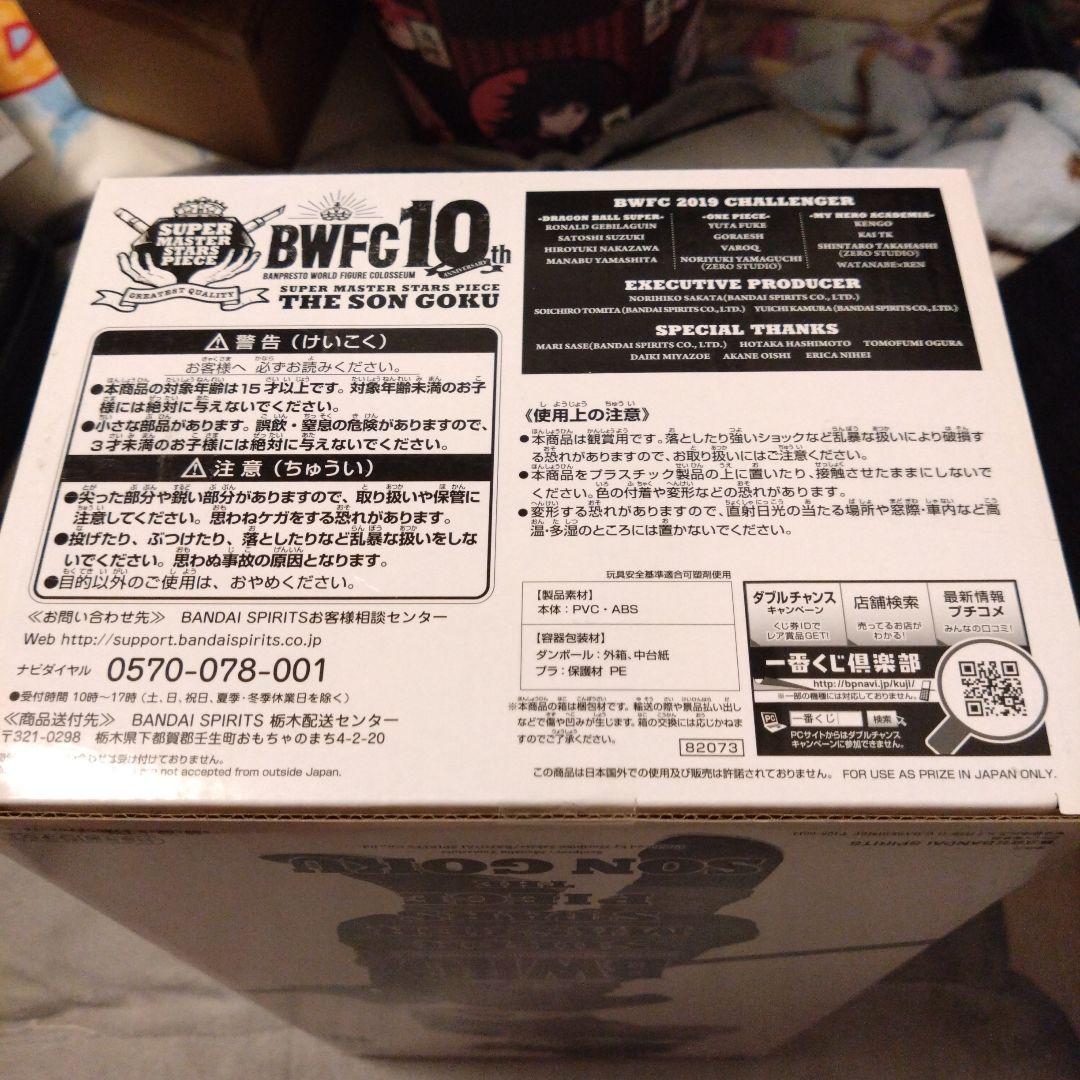 SUPER
MASTER
STARS
PIECE
GREATEST QUALITY
BWFC10th
ANNIVERSARY
BANPRESTO WORLD FIGURE COLOSSEUM
SUPER MASTER STARS PIECE
THE SON GOKU
BWFC 2019 CHALLENGER
-DRAGON BALL SUPER-
RONALD GEBILAGUIN
SATOSHI SUZUKI
HIROYUKI NAKAZAWA
MANABU YAMASHITA
-ONE PIECE-
YUTA FUKE
GORAESH
VAROQ
NORIYUKI YAMAGUCHI
(ZERO STUDIO)
-MY HERO ACADEMIA-
KENGO
KAI TK
SHINTARO TAKAHASHI
(ZERO STUDIO)
WATANABE×REN
EXECUTIVE PRODUCER
NORIHIKO SAKATA(BANDAI SPIRITS CO., LTD.)
SOICHIRO TOMITA (BANDAI SPIRITS CO., LTD.) YUICHI KAMURA (BANDAI SPIRITS CO., LTD.)
SPECIAL THANKS
MARI SASE(BANDAI SPIRITS CO., LTD.) HOTAKA HASHIMOTO TOMOFUMI OGURA
DAIKI MIYAZOE AKANE OISHI ERICA NIHEI
警告(けいこく)
お客様へ 必ずお読みください。
●本商品の対象年齢は15才以上です。対象年齢未満のお子
様には絶対に与えないでください。
●小さな部品があります。誤飲・窒息の危険がありますので、
3才未満のお子様には絶対に与えないでください。
注意(ちゅうい)
●尖った部分や鋭い部分がありますので、取り扱いや保管に
注意してください。思わぬケガをする恐れがあります。
●投げたり、ぶつけたり、落としたりなど乱暴な扱いをしな
いでください。思わぬ事故の原因となります。
●目的以外のご使用は、おやめください。
≪お問い合わせ先≫ BANDAI SPIRITSお客様相談センター
Web http://support.bandaispirits.co.jp
ナビダイヤル 0570-078-001
●受付時間 10時〜17時(土、日、祝日、夏季・冬季休業日を除く)
≪商品送付先≫ BANDAI SPIRITS 栃木配送センター
〒321-0298 栃木県下都賀郡壬生町おもちゃのまち4-2-20
わせは受け付けておりません。
are not accepted from outside Japan.
《使用上の注意》
●本商品は観賞用です。落としたり強いショックなど乱暴な扱いにより破損す
る恐れがありますので、お取り扱いにはご注意ください。
●本商品をプラスチック製品の上に置いたり、接触させたままにしないで
ください。色の付着や変形などの恐れがあります。
●変形する恐れがありますので、直射日光の当たる場所や窓際・車内など高
温・多湿のところには置かないでください。
玩具安全基準適合可塑剤使用
【製品素材】
本体:PVC・ABS
【容器包装材】
ダンボール:外箱、中台紙
プラ:保護材 PE
※本商品の箱は梱包材です。輸送の際や景品払い出し
などで傷や凹みが生じます。箱の交換にはおうじかねま
すのでご了承ください。
82073
ダブルチャンス
キャンペーン
くじ券IDで
レア賞品GET!
店舗検索
売ってるお店が
わかる!
最新情報
プチコメ
みんなの口コミ!
一番くじ倶楽部
http://bpnavi.jp/kuji/
※一部の機種には対応しておりません。
PC 一番くじ 検索
PCサイトからはダブルチャンス
キャンペーンに参加できません。
この商品は日本国外での使用及び販売は許諾されておりません。 FOR USE AS PRIZE IN JAPAN ONLY.
SON GOKU
THE
PIECE
STARS
MASTER
SUPER
BWFC